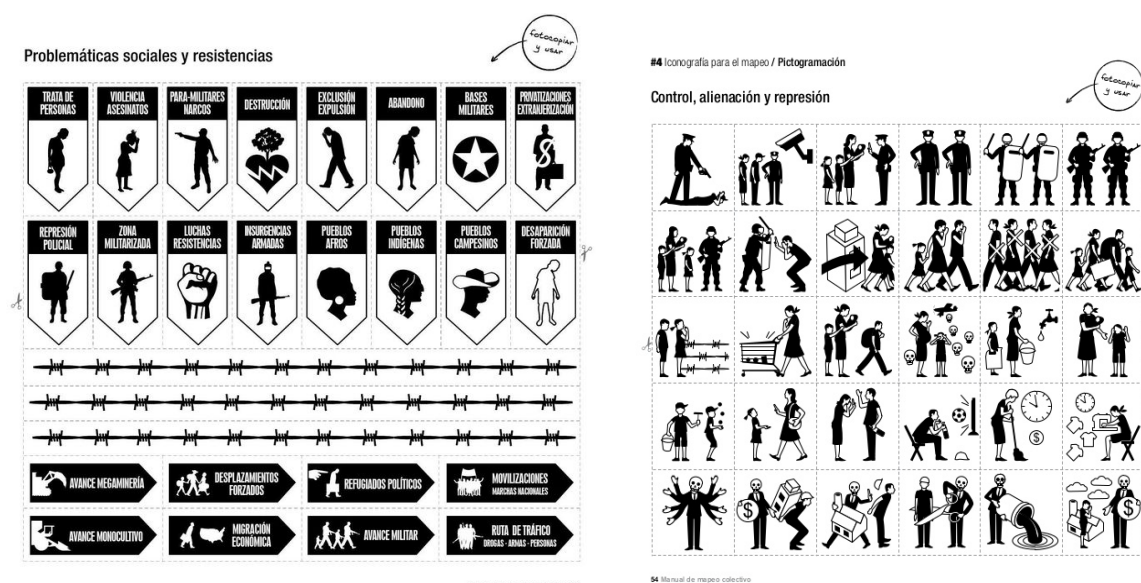 Problemáticas sociales y resistencias
fotocopiar
y usar
TRATA DE
PERSONAS
VIOLENCIA
ASESINATOS
PARA-MILITARES
NARCOS
DESTRUCCIÓN
EXCLUSIÓN
EXPULSIÓN
ABANDONO
BASES
MILITARES
PRIVATIZACIONES
EXTRANJERIZACIÓN
REPRESIÓN
POLICIAL
ZONA
MILITARIZADA
LUCHAS
RESISTENCIAS
INSURGENCIAS
ARMADAS
PUEBLOS
AFROS
PUEBLOS
INDÍGENAS
PUEBLOS
CAMPESINOS
DESAPARICIÓN
FORZADA
AVANCE MEGAMINERÍA
DESPLAZAMIENTOS
FORZADOS
REFUGIADOS POLÍTICOS
MOVILIZACIONES
MARCHAS NACIONALES
AVANCE MONOCULTIVO
MIGRACIÓN
ECONÓMICA
AVANCE MILITAR
RUTA DE TRÁFICO
DROGAS - ARMAS - PERSONAS
#4 Iconografía para el mapeo / Pictogramación
Control, alienación y represión
fotocopiar
y usar
$
$
$
54 Manual de mapeo colectivo